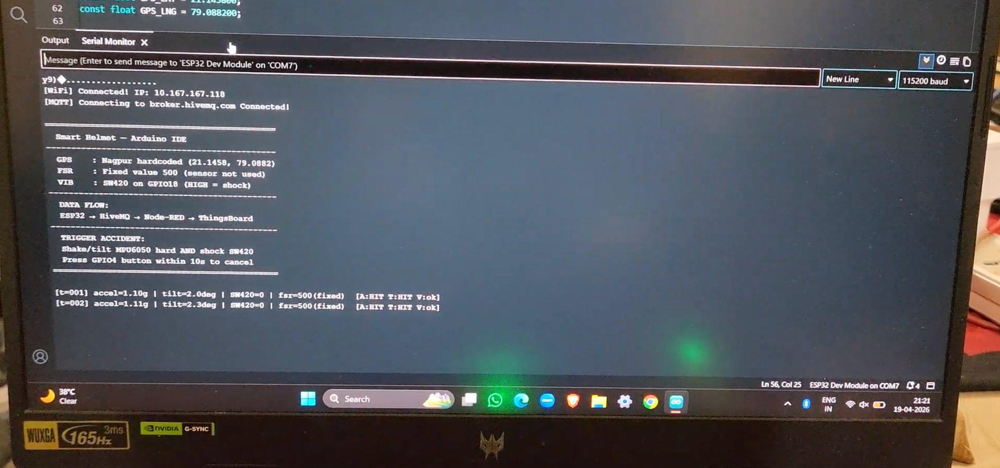 62
const float GPS_LNG = 79.088200;
63
Output Serial Monitor
Message (Enter to send message to 'ESP32 Dev Module' on 'COM7')
New Line
115200 baud
y9)◆..................
[WiFi] Connected! IP: 10.167.167.118
[MQTT] Connecting to broker.hivemq.com Connected!
Smart Helmet — Arduino IDE
GPS : Nagpur hardcoded (21.1458, 79.0882)
FSR : Fixed value 500 (sensor not used)
VIB : SW420 on GPIO18 (HIGH = shock)
DATA FLOW:
ESP32 → HiveMQ → Node-RED → ThingsBoard
TRIGGER ACCIDENT:
Shake/tilt MPU6050 hard AND shock SW420
Press GPIO4 button within 10s to cancel
[t=001] accel=1.10g | tilt=2.0deg | SW420=0 | fsr=500(fixed) [A:HIT T:HIT V:ok]
[t=002] accel=1.11g | tilt=2.3deg | SW420=0 | fsr=500(fixed) [A:HIT T:HIT V:ok]
Ln 56, Col 25 ESP32 Dev Module on COM7 4
38°C
Clear
Search
ENG
IN
21:21
19-04-2026
WUXGA 165Hz 3ms
NVIDIA G-SYNC